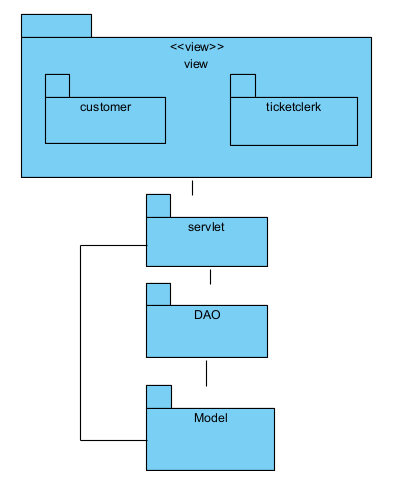 <<view>>
view
customer
ticketclerk
servlet
DAO
Model